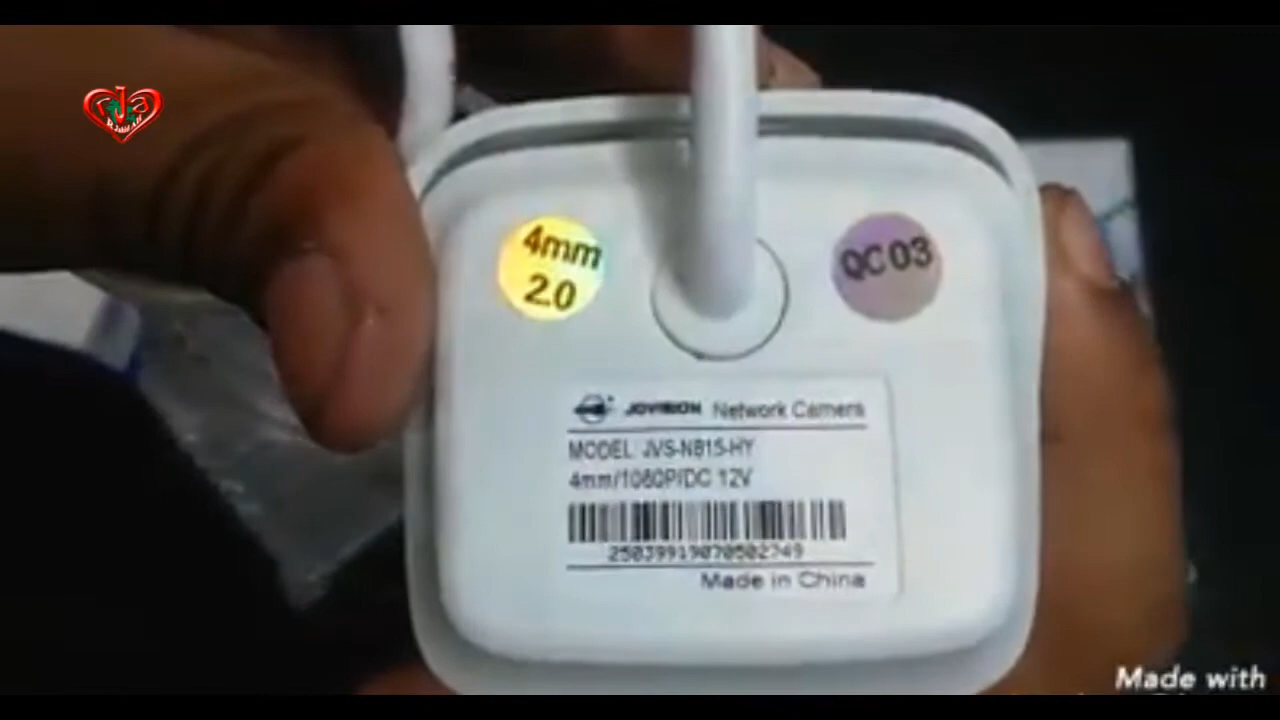 4mm
2.0
QC03
JOVISION Network Camera
MODEL: JVS-N815-HY
4mm/1080P/DC 12V
25039919070502749
Made in China
Made with